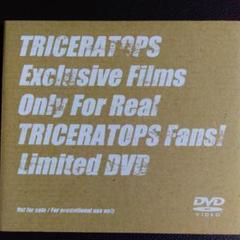 TRICERATOPS
Exclusive Films
Only For Real
TRICERATOPS Fans!
Limited DVD
Not for sale / For promotional use only
DVD
VIDEO